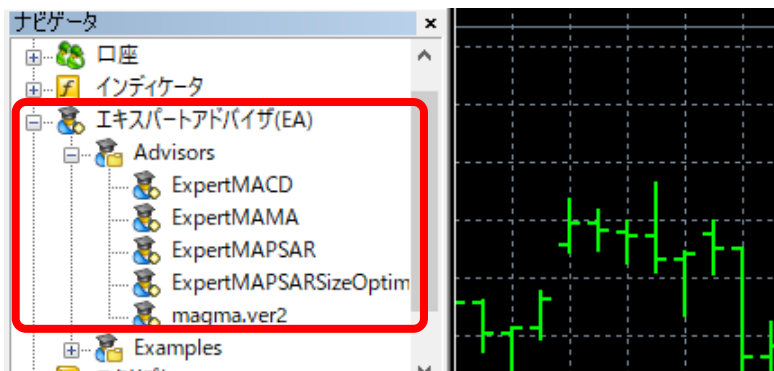 ナビゲータ
口座
インディケータ
エキスパートアドバイザ(EA)
Advisors
ExpertMACD
ExpertMAMA
ExpertMAPSAR
ExpertMAPSARSizeOptim
magma.ver2
Examples